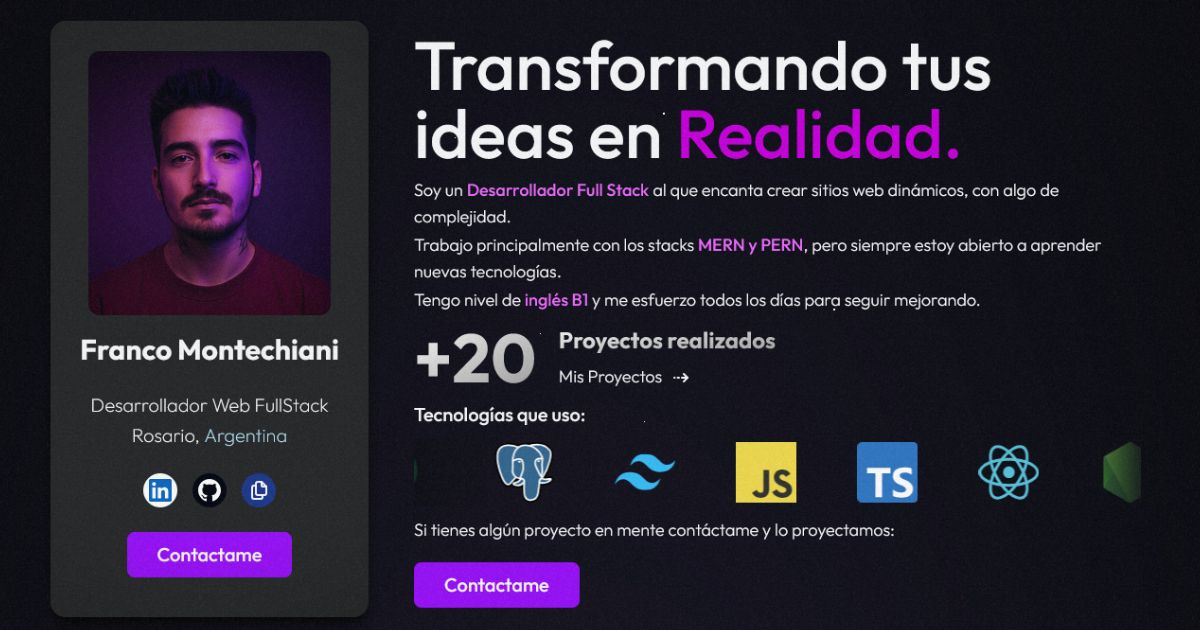 Franco Montechiani
Desarrollador Web FullStack
Rosario, Argentina
in
Contactame
Transformando tus
ideas en Realidad.
Soy un Desarrollador Full Stack al que encanta crear sitios web dinámicos, con algo de
complejidad.
Trabajo principalmente con los stacks MERN y PERN, pero siempre estoy abierto a aprender
nuevas tecnologías.
Tengo nivel de inglés B1 y me esfuerzo todos los días para seguir mejorando.
+20
Proyectos realizados
Mis Proyectos ⇢
Tecnologías que uso:
JS
TS
Si tienes algún proyecto en mente contáctame y lo proyectamos:
Contactame